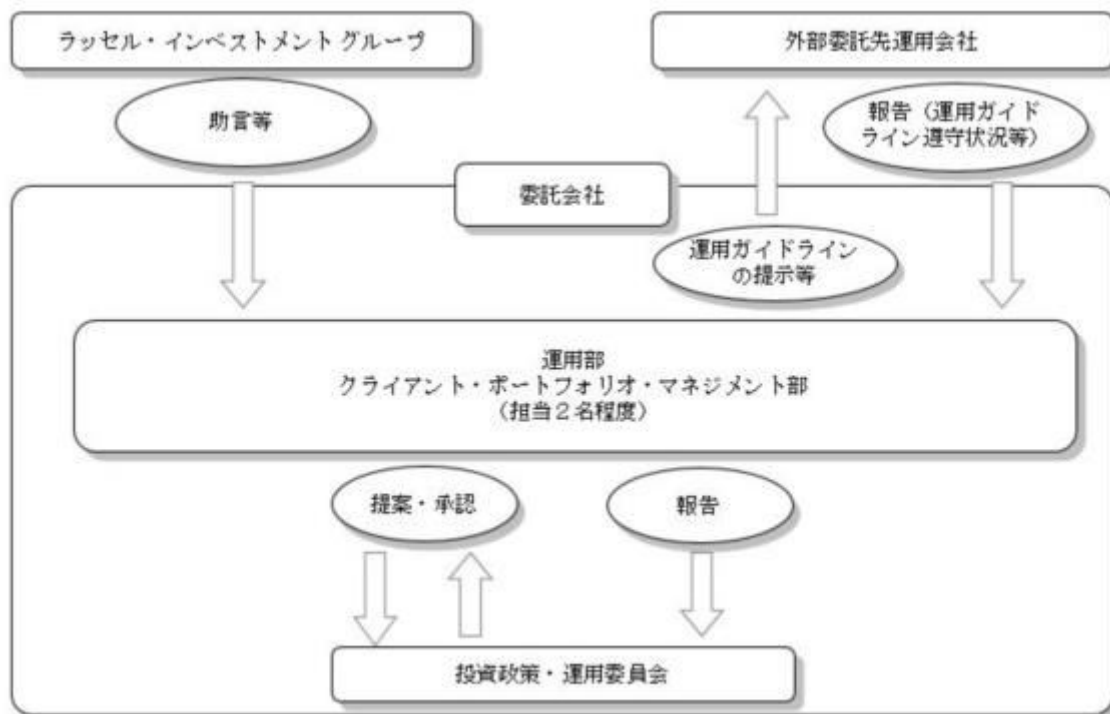 ラッセル・インベストメント グループ
外部委託先運用会社
助言等
報告（運用ガイド
ライン遵守状況等）
委託会社
運用ガイドライン
の提示等
運用部
クライアント・ポートフォリオ・マネジメント部
（担当２名程度）
提案・承認
報告
投資政策・運用委員会